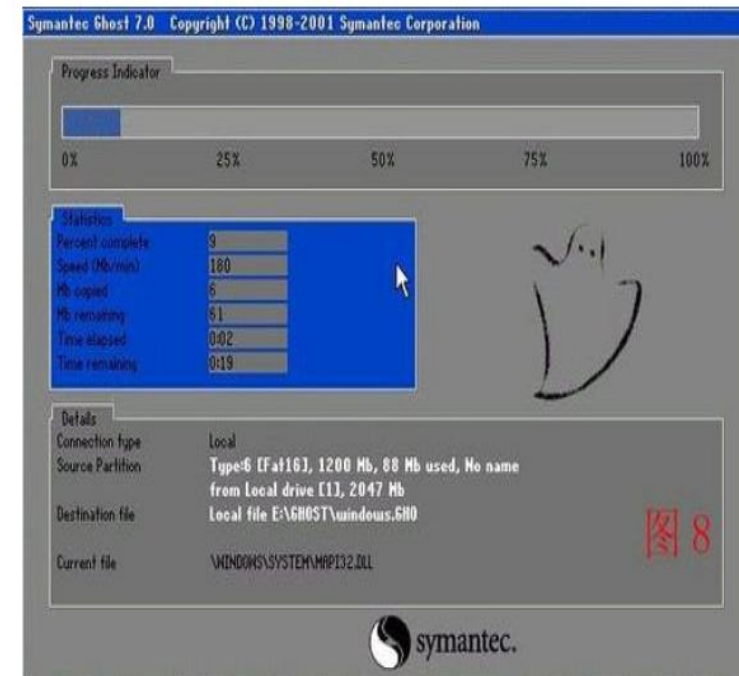 Symantec Ghost 7.0 Copyright (C) 1998-2001 Symantec Corporation
Progress Indicator
0% 25% 50% 75% 100%
Statistics
Percent complete 9
Speed (Mb/min) 180
Mb copied 6
Mb remaining 61
Time elapsed 0:02
Time remaining 0:19
Details
Connection type Local
Source Partition Type:6 [Fat16], 1200 Mb, 88 Mb used, No name
from Local drive [1], 2047 Mb
Destination file Local file E:\GHOST\windows.GHO
图 8
Current file \WINDOWS\SYSTEM\MAPI32.DLL
symantec.